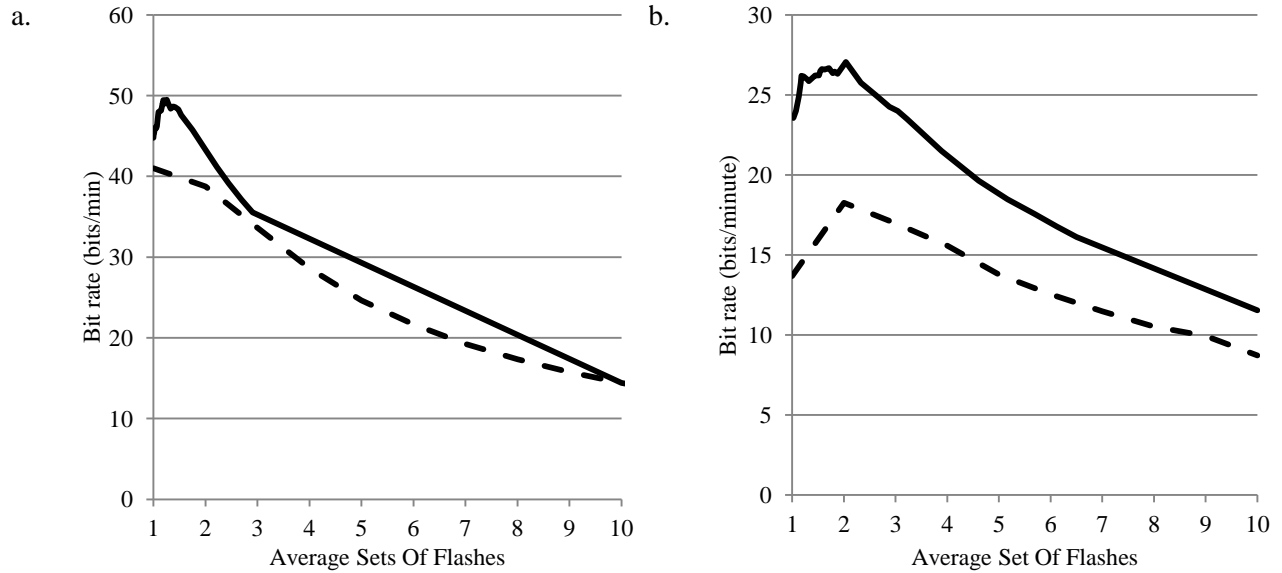 a.
60
50
40
30
20
10
0
Bit rate (bits/min)
1 2 3 4 5 6 7 8 9 10
Average Sets Of Flashes
b.
30
25
20
15
10
5
0
Bit rate (bits/minute)
1 2 3 4 5 6 7 8 9 10
Average Set Of Flashes